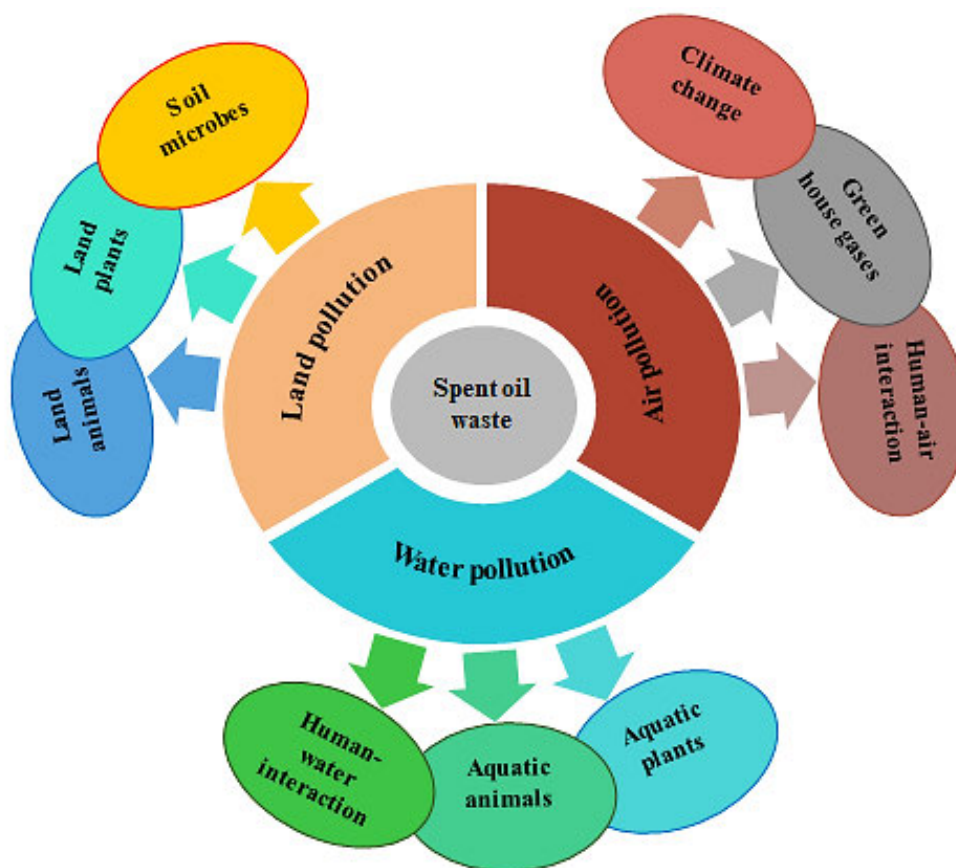 Soil
microbes
Land
plants
Land
animals
Land pollution
Climate
change
Green
house gases
Human-air
interaction
Air pollution
Spent oil
waste
Water pollution
Human-
water
interaction
Aquatic
animals
Aquatic
plants